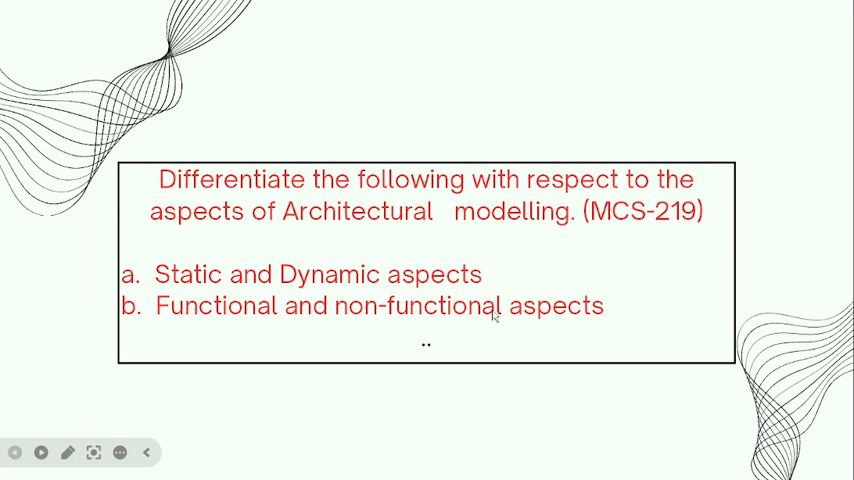 Differentiate the following with respect to the
aspects of Architectural modelling. (MCS-219)
a. Static and Dynamic aspects
b. Functional and non-functional aspects
..